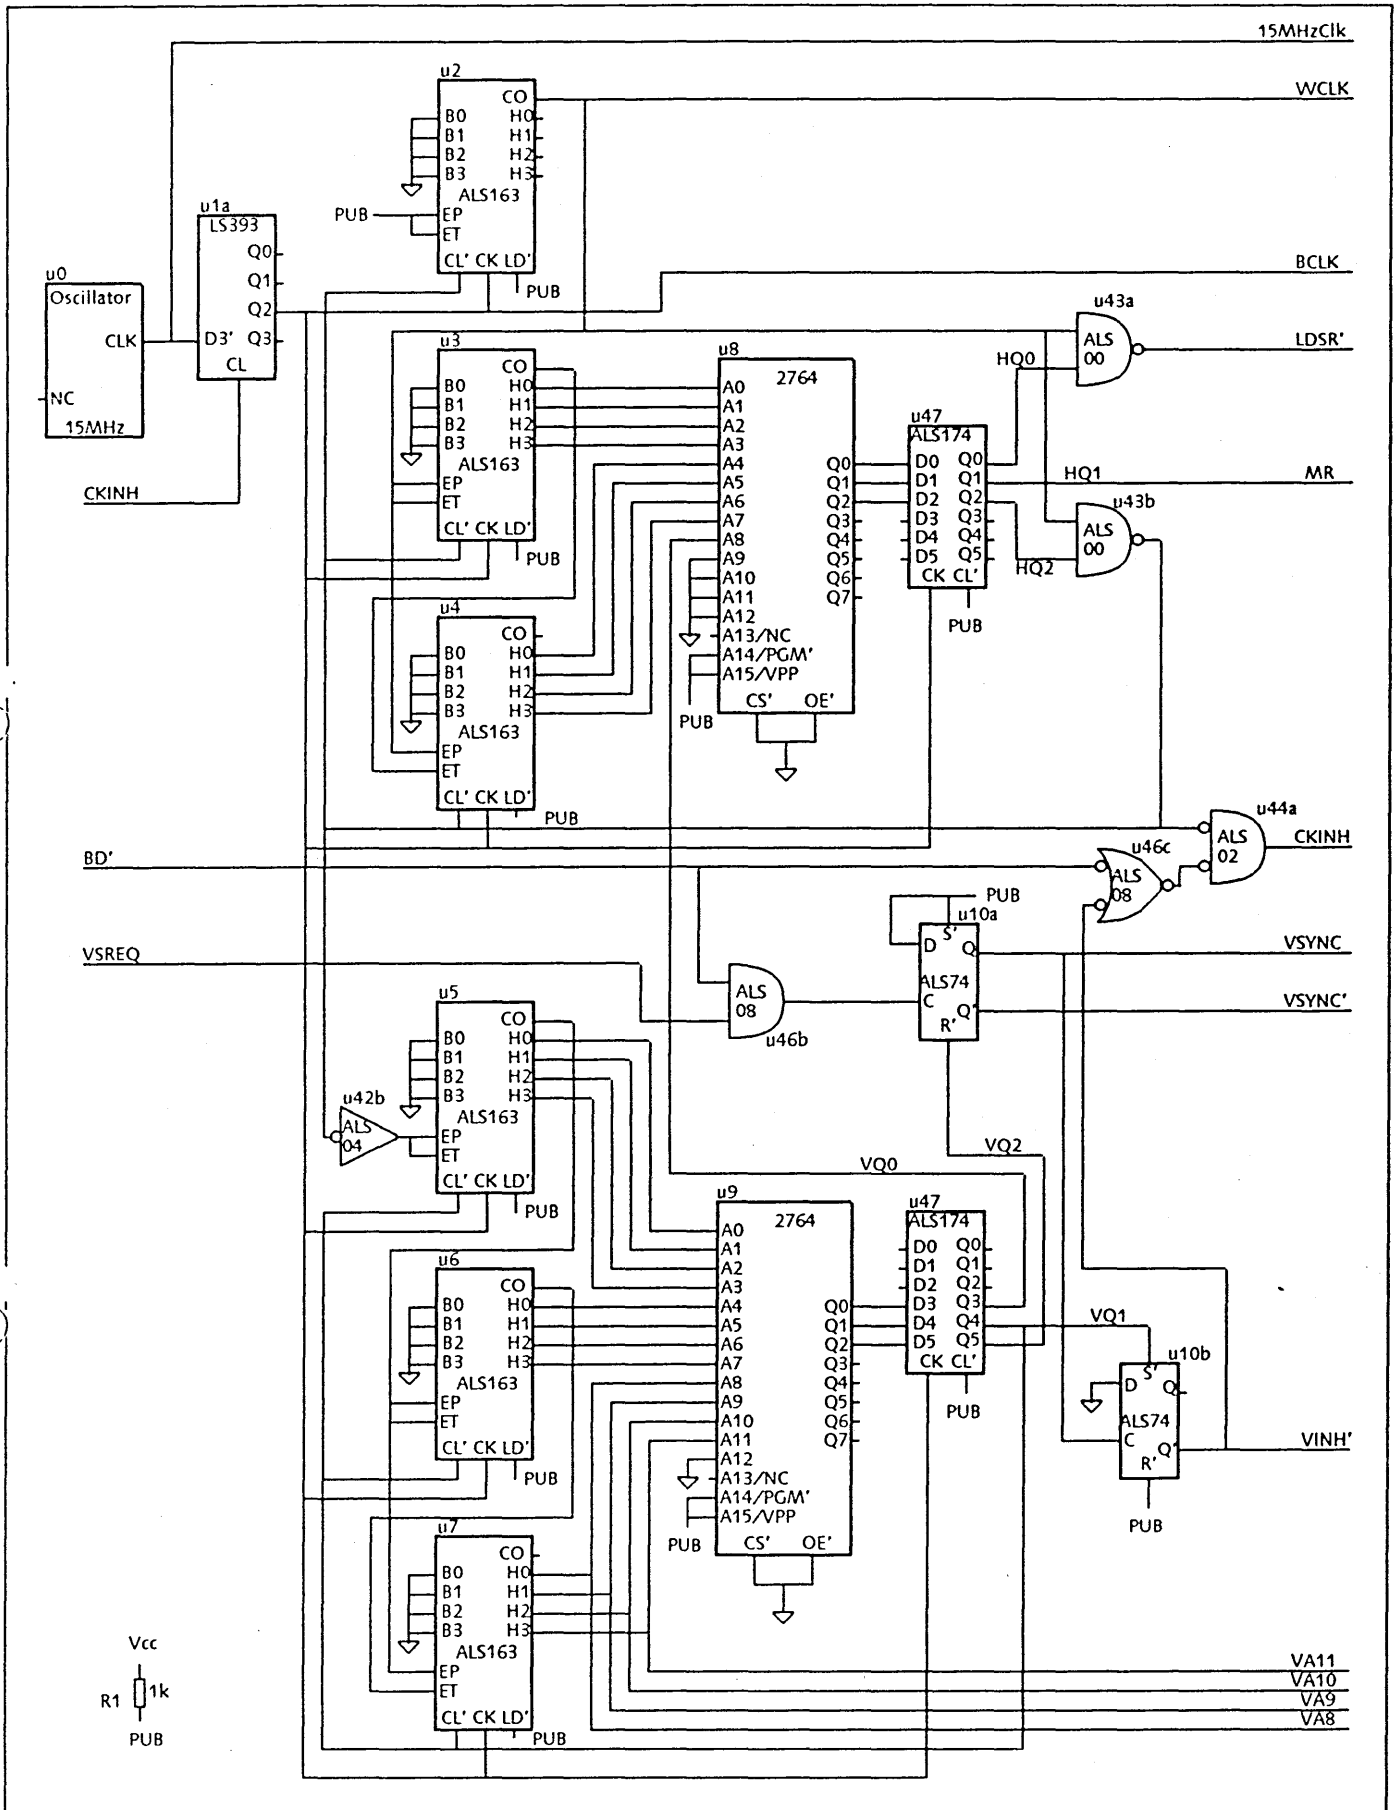 15MHzClk
u2
CO
WCLK
B0 H0
B1 H1
B2 H2
B3 H3
ALS163
PUB
EP
ET
CL' CK LD'
PUB
u1a
LS393
Q0
Q1
Q2
D3' Q3
CL
u0
Oscillator
CLK
NC
15MHz
CKINH
BCLK
u43a
ALS
00
LDSR'
HQ0
u3
CO
B0 H0
B1 H1
B2 H2
B3 H3
ALS163
EP
ET
CL' CK LD'
PUB
u8
2764
A0
A1
A2
A3
A4 Q0
A5 Q1
A6 Q2
A7 Q3
A8 Q4
A9 Q5
A10 Q6
A11 Q7
A12
A13/NC
A14/PGM'
A15/VPP
CS' OE'
PUB
u47
ALS174
D0 Q0
D1 Q1
D2 Q2
D3 Q3
D4 Q4
D5 Q5
CK CL'
PUB
HQ1
MR
u43b
ALS
00
HQ2
u4
CO
B0 H0
B1 H1
B2 H2
B3 H3
ALS163
EP
ET
CL' CK LD'
PUB
u44a
ALS
02
CKINH
BD'
u46c
ALS
08
PUB
u10a
S'
D Q
ALS74
C Q'
R'
VSYNC
VSYNC'
VSREQ
ALS
08
u46b
u5
CO
B0 H0
B1 H1
B2 H2
B3 H3
ALS163
EP
ET
CL' CK LD'
PUB
u42b
ALS
04
VQ2
VQ0
u9
2764
A0
A1
A2
A3
A4 Q0
A5 Q1
A6 Q2
A7 Q3
A8 Q4
A9 Q5
A10 Q6
A11 Q7
A12
A13/NC
A14/PGM'
A15/VPP
CS' OE'
PUB
u47
ALS174
D0 Q0
D1 Q1
D2 Q2
D3 Q3
D4 Q4
D5 Q5
CK CL'
PUB
VQ1
u10b
S'
D Q
ALS74
C Q'
R'
PUB
VINH'
u6
CO
B0 H0
B1 H1
B2 H2
B3 H3
ALS163
EP
ET
CL' CK LD'
PUB
u7
CO
B0 H0
B1 H1
B2 H2
B3 H3
ALS163
EP
ET
CL' CK LD'
PUB
Vcc
R1 1k
PUB
VA11
VA10
VA9
VA8